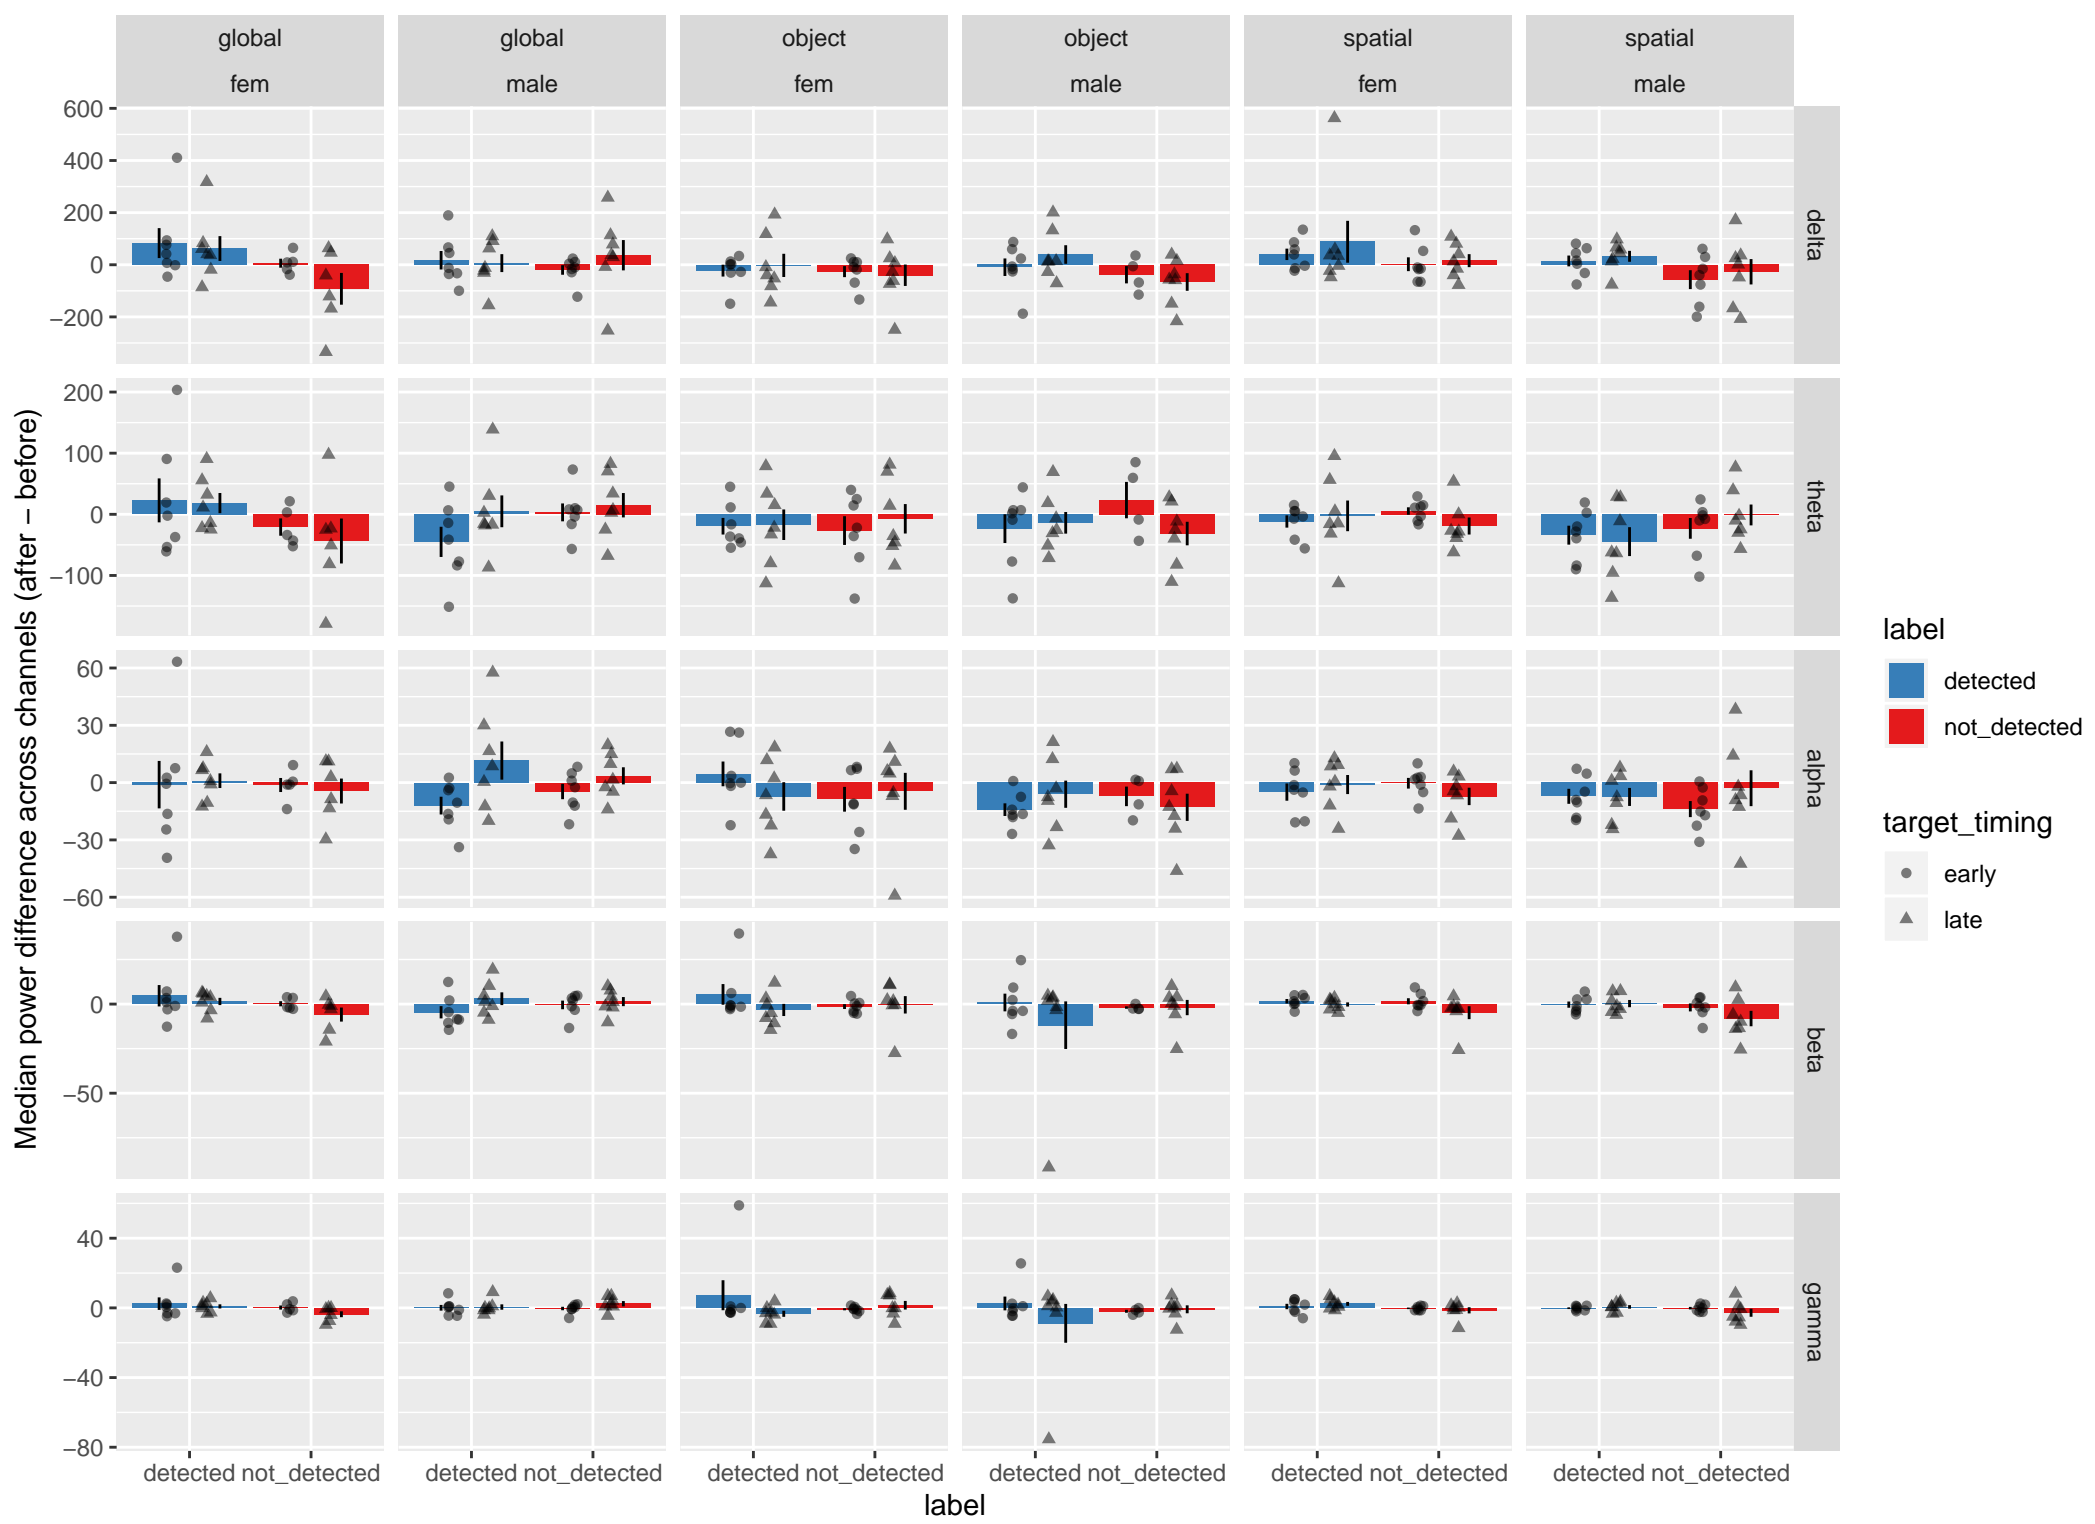 global global object object spatial spatial
fem male fem male fem male
600
400
200
0
−200
delta
200
100
0
−100
theta
60
30
0
−30
−60
alpha
0
−50
beta
40
0
−40
−80
gamma
Median power difference across channels (after − before)
detected not_detected detected not_detected detected not_detected detected not_detected detected not_detected detected not_detected
label
label
detected
not_detected
target_timing
early
late